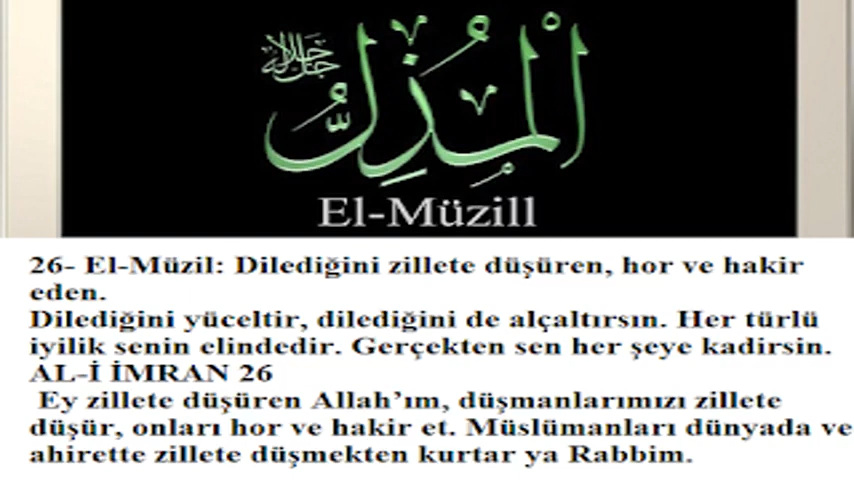 المُذِلُّ جل جلاله
El-Müzill
26- El-Müzil: Dilediğini zillete düşüren, hor ve hakir
eden.
Dilediğini yüceltir, dilediğini de alçaltırsın. Her türlü
iyilik senin elindedir. Gerçekten sen her şeye kadirsin.
AL-İ İMRAN 26
Ey zillete düşüren Allah’ım, düşmanlarımızı zillete
düşür, onları hor ve hakir et. Müslümanları dünyada ve
ahirette zillete düşmekten kurtar ya Rabbim.